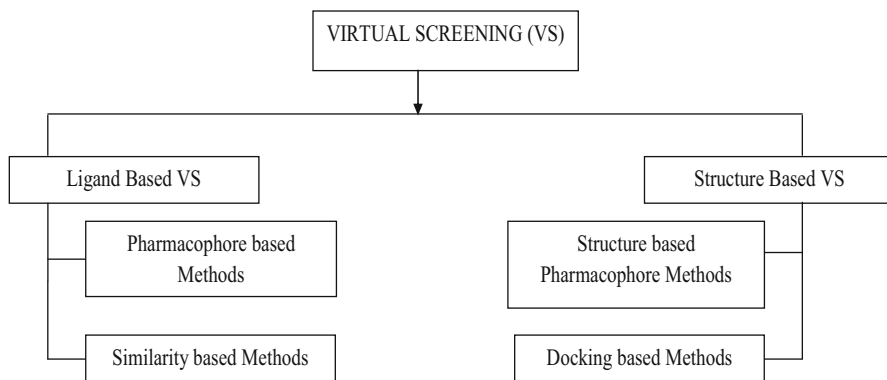 VIRTUAL SCREENING (VS)
Ligand Based VS
Structure Based VS
Pharmacophore based
Methods
Structure based
Pharmacophore Methods
Similarity based Methods
Docking based Methods